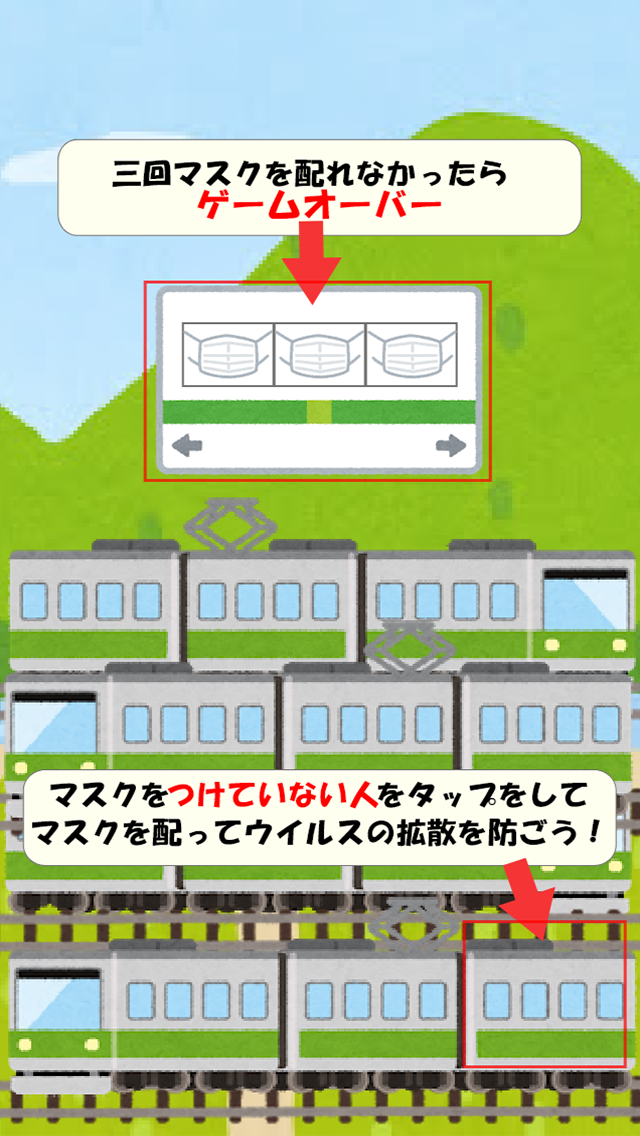 三回マスクを配れなかったら
ゲームオーバー
マスクをつけていない人をタップをして
マスクを配ってウイルスの拡散を防ごう！